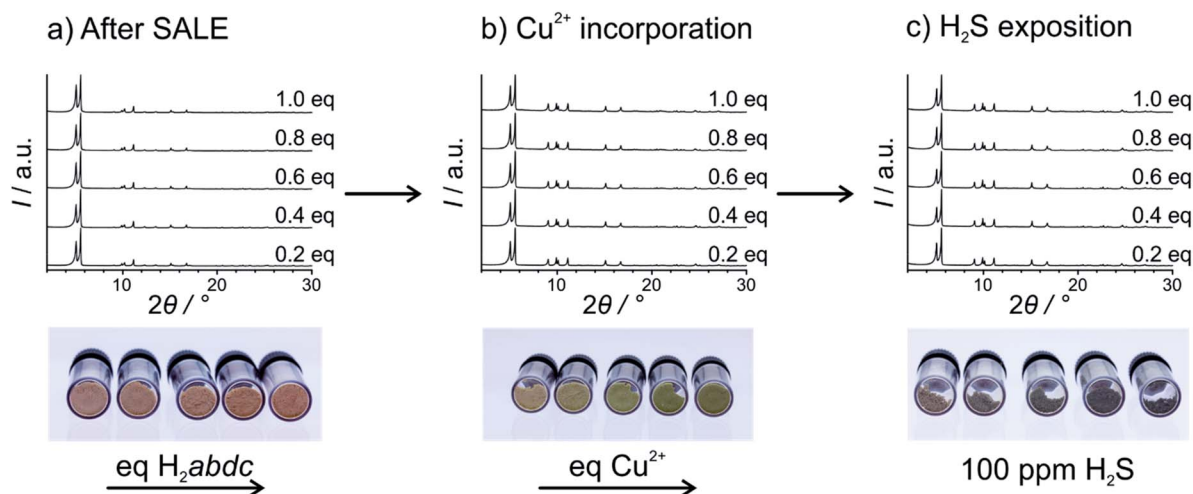 a) After SALE
I / a.u.
1.0 eq
0.8 eq
0.6 eq
0.4 eq
0.2 eq
10 20 30
2θ / °
eq H₂abdc
b) Cu²⁺ incorporation
I / a.u.
1.0 eq
0.8 eq
0.6 eq
0.4 eq
0.2 eq
10 20 30
2θ / °
eq Cu²⁺
c) H₂S exposition
I / a.u.
1.0 eq
0.8 eq
0.6 eq
0.4 eq
0.2 eq
10 20 30
2θ / °
100 ppm H₂S